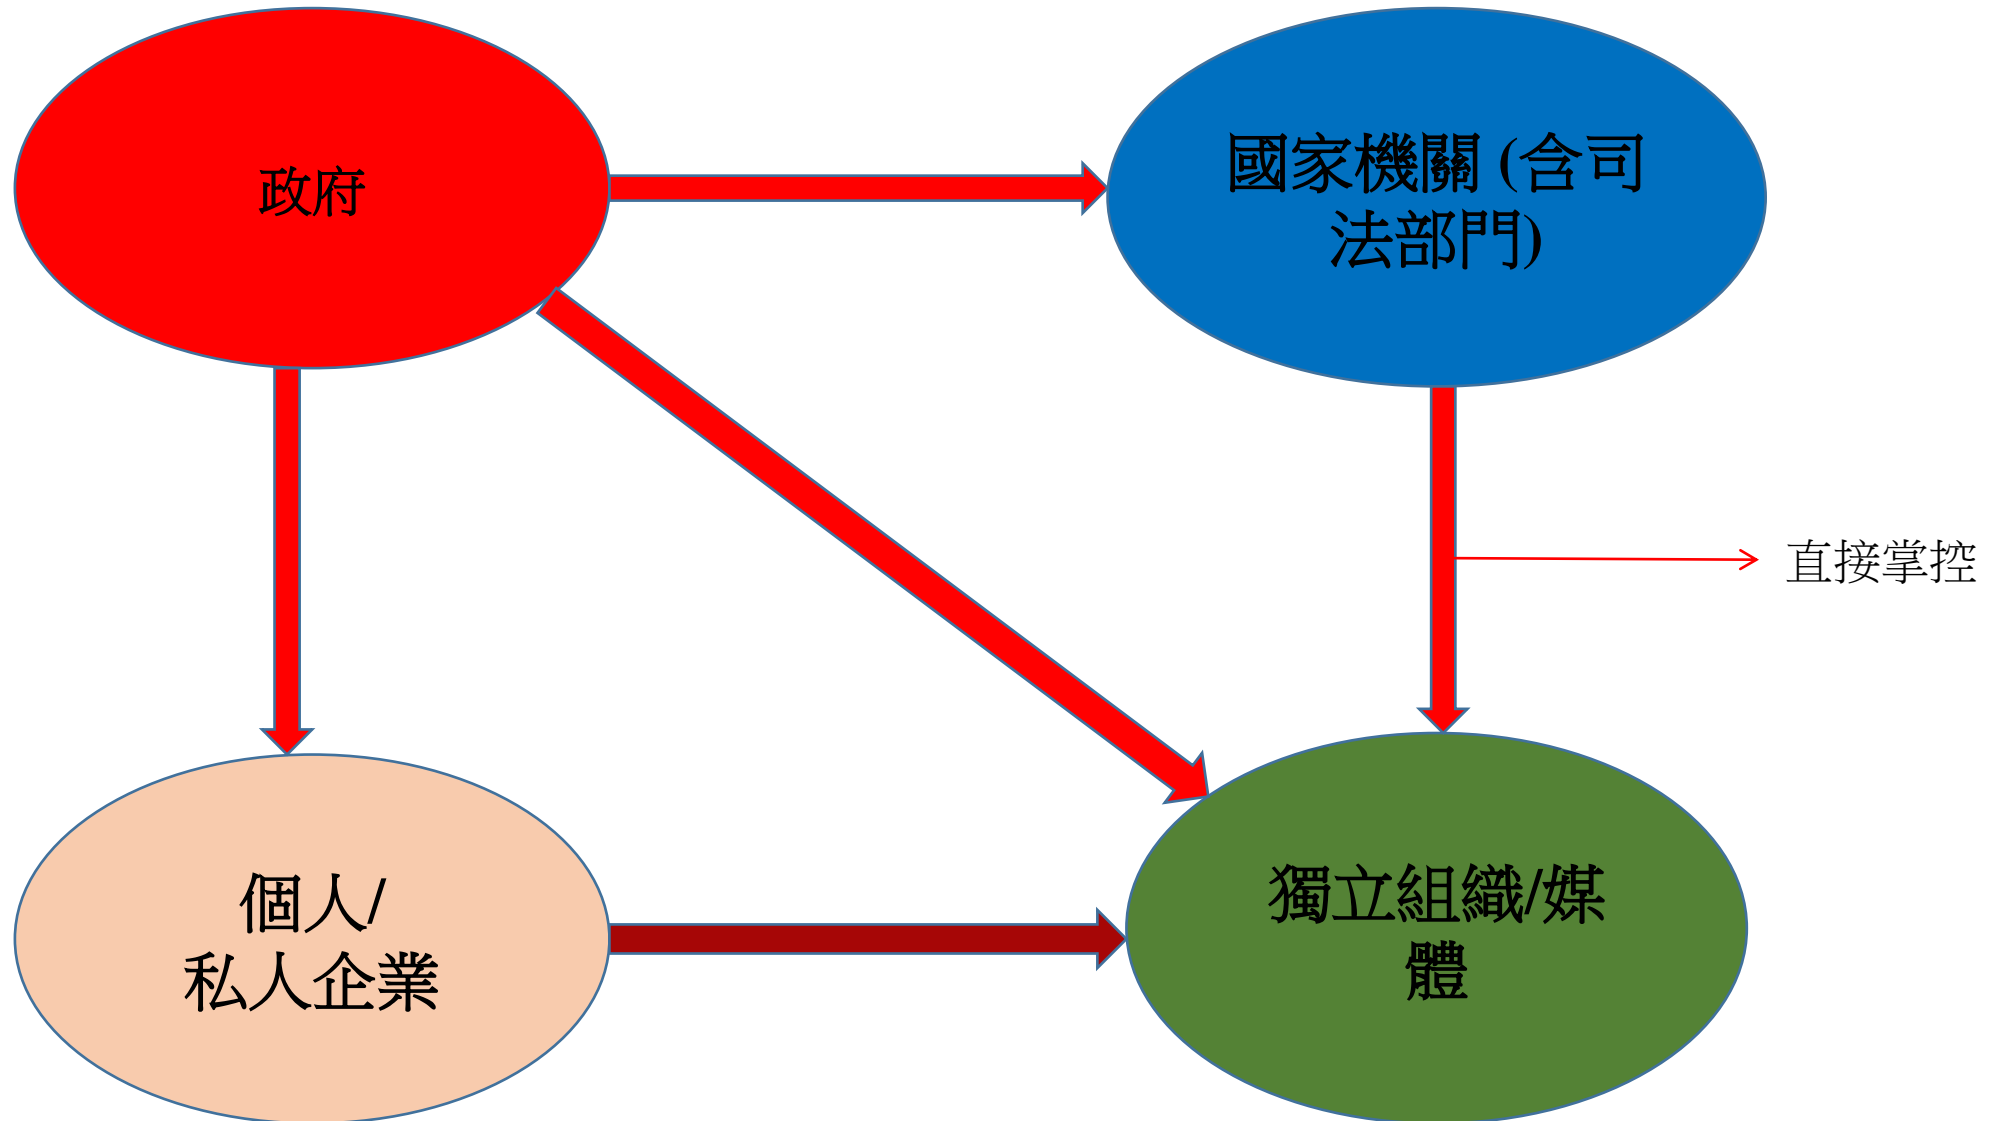 政府
國家機關 (含司
法部門)
直接掌控
個人/
私人企業
獨立組織/媒
體